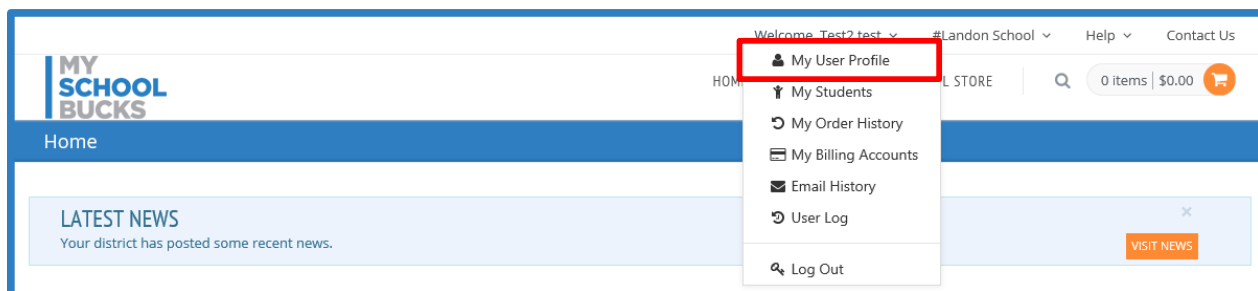 Welcome, Test2 test #Landon School Help Contact Us
MY
SCHOOL
BUCKS
L STORE 0 items $0.00
My User Profile
My Students
My Order History
My Billing Accounts
Email History
User Log
Log Out
Home
LATEST NEWS
Your district has posted some recent news.
VISIT NEWS